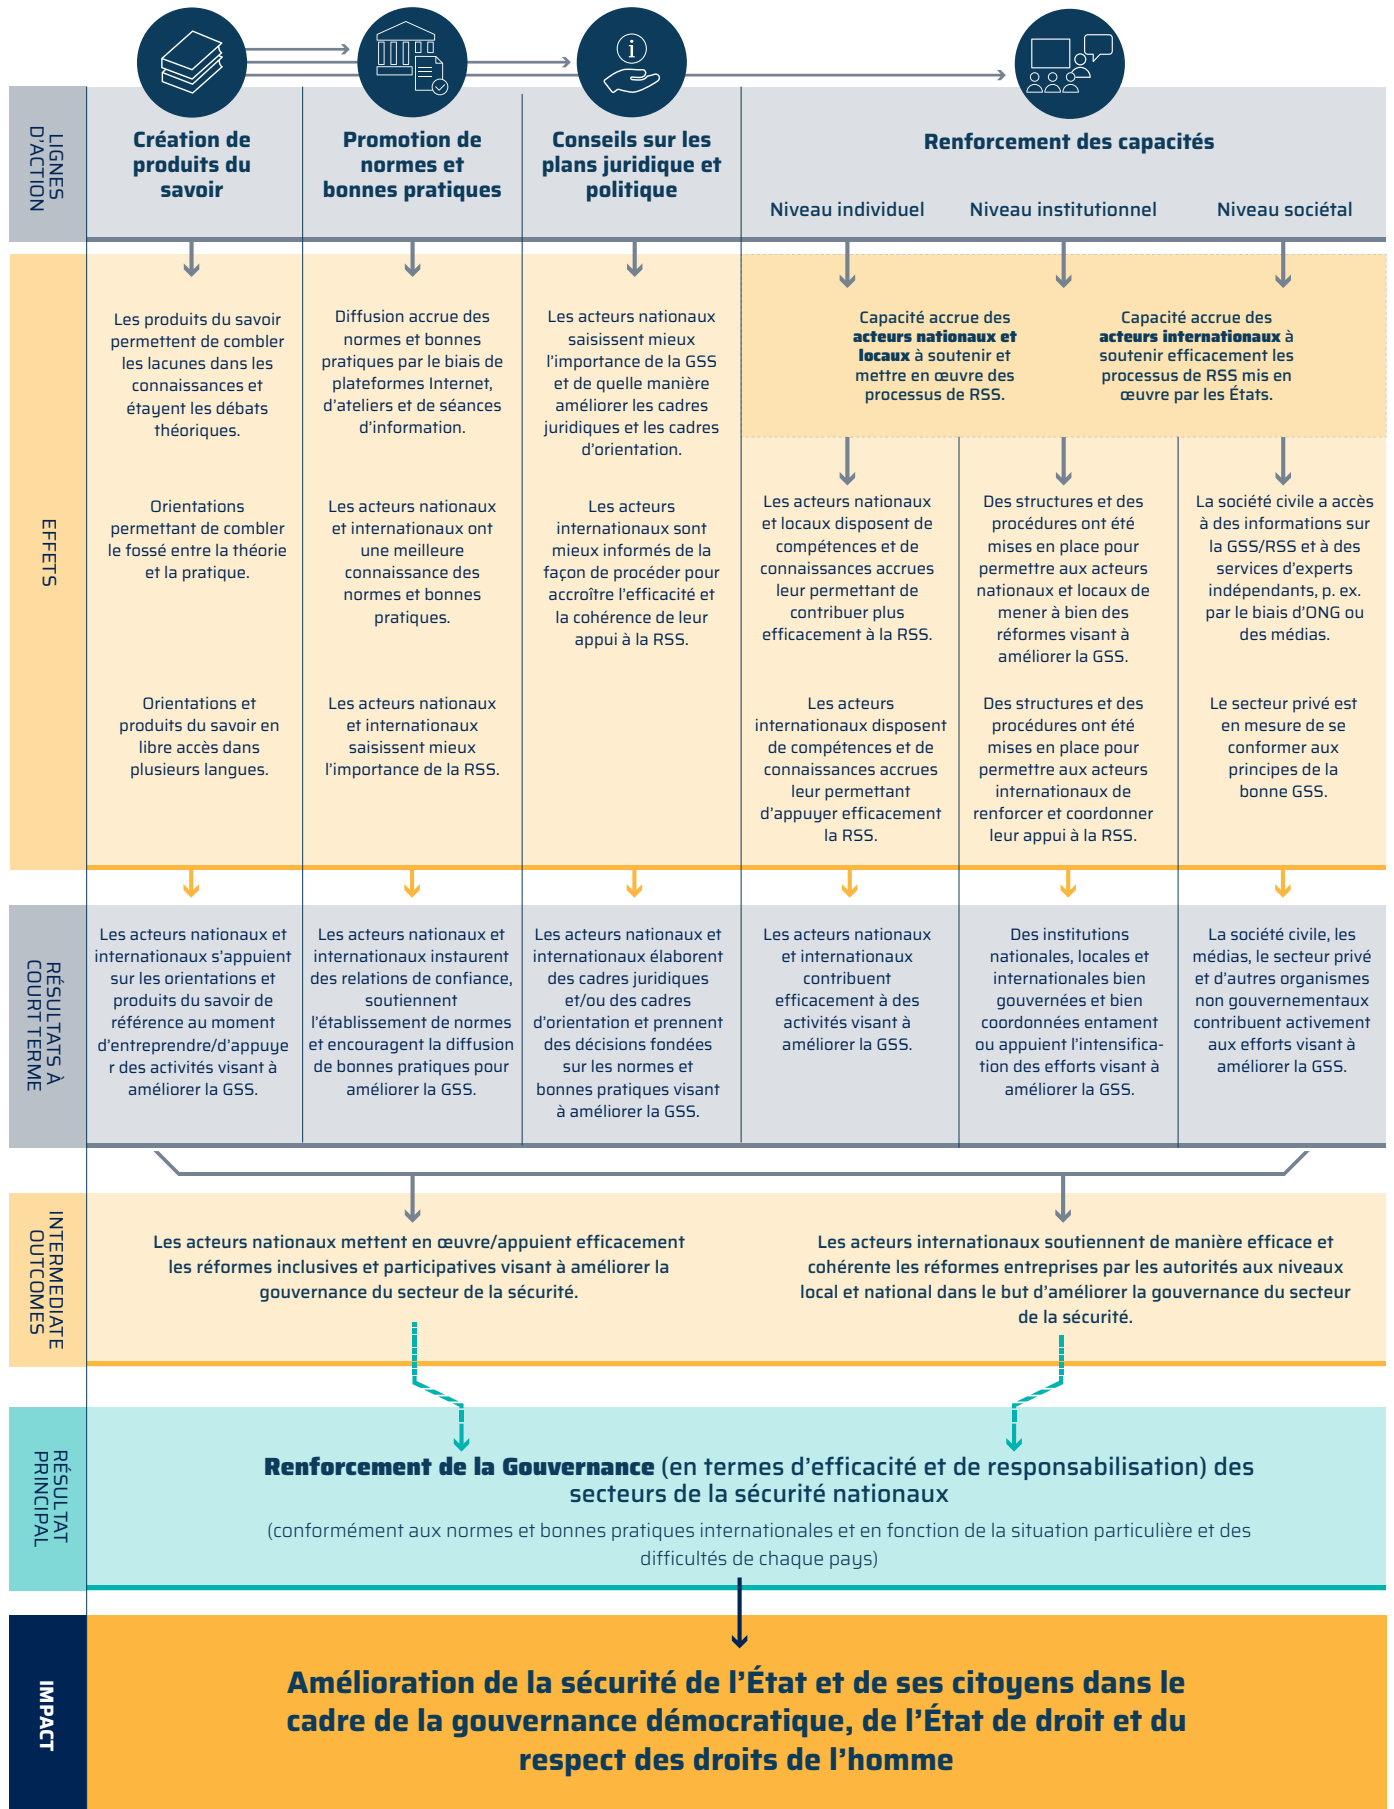 i
LIGNES
D'ACTION
Création de
produits du
savoir
Promotion de
normes et
bonnes pratiques
Conseils sur les
plans juridique et
politique
Renforcement des capacités
Niveau individuel
Niveau institutionnel
Niveau sociétal
EFFETS
Les produits du savoir
permettent de combler
les lacunes dans les
connaissances et
étayent les débats
théoriques.
Orientations
permettant de combler
le fossé entre la théorie
et la pratique.
Orientations et
produits du savoir en
libre accès dans
plusieurs langues.
Diffusion accrue des
normes et bonnes
pratiques par le biais de
plateformes Internet,
d'ateliers et de séances
d'information.
Les acteurs nationaux
et internationaux ont
une meilleure
connaissance des
normes et bonnes
pratiques.
Les acteurs nationaux
et internationaux
saisissent mieux
l'importance de la RSS.
Les acteurs nationaux
saisissent mieux
l'importance de la GSS
et de quelle manière
améliorer les cadres
juridiques et les cadres
d'orientation.
Les acteurs
internationaux sont
mieux informés de la
façon de procéder pour
accroître l'efficacité et
la cohérence de leur
appui à la RSS.
Capacité accrue des
acteurs nationaux et
locaux à soutenir et
mettre en œuvre des
processus de RSS.
Capacité accrue des
acteurs internationaux à
soutenir efficacement les
processus de RSS mis en
œuvre par les États.
Les acteurs nationaux
et locaux disposent de
compétences et de
connaissances accrues
leur permettant de
contribuer plus
efficacement à la RSS.
Les acteurs
internationaux disposent
de compétences et de
connaissances accrues
leur permettant
d'appuyer efficacement
la RSS.
Des structures et des
procédures ont été
mises en place pour
permettre aux acteurs
nationaux et locaux de
mener à bien des
réformes visant à
améliorer la GSS.
Des structures et des
procédures ont été
mises en place pour
permettre aux acteurs
internationaux de
renforcer et coordonner
leur appui à la RSS.
La société civile a accès
à des informations sur
la GSS/RSS et à des
services d'experts
indépendants, p. ex.
par le biais d'ONG ou
des médias.
Le secteur privé est
en mesure de se
conformer aux
principes de la
bonne GSS.
RÉSULTATS À
COURT TERME
Les acteurs nationaux et
internationaux s'appuient
sur les orientations et
produits du savoir de
référence au moment
d'entreprendre/d'appuye
r des activités visant à
améliorer la GSS.
Les acteurs nationaux et
internationaux instaurent
des relations de confiance,
soutiennent
l'établissement de normes
et encouragent la diffusion
de bonnes pratiques pour
améliorer la GSS.
Les acteurs nationaux et
internationaux élaborent
des cadres juridiques
et/ou des cadres
d'orientation et prennent
des décisions fondées
sur les normes et
bonnes pratiques visant
à améliorer la GSS.
Les acteurs nationaux
et internationaux
contribuent
efficacement à des
activités visant à
améliorer la GSS.
Des institutions
nationales, locales et
internationales bien
gouvernées et bien
coordonnées entament
ou appuient l'intensifica-
tion des efforts visant à
améliorer la GSS.
La société civile, les
médias, le secteur privé
et d'autres organismes
non gouvernementaux
contribuent activement
aux efforts visant à
améliorer la GSS.
INTERMEDIATE
OUTCOMES
Les acteurs nationaux mettent en œuvre/appuient efficacement
les réformes inclusives et participatives visant à améliorer la
gouvernance du secteur de la sécurité.
Les acteurs internationaux soutiennent de manière efficace et
cohérente les réformes entreprises par les autorités aux niveaux
local et national dans le but d'améliorer la gouvernance du secteur
de la sécurité.
RÉSULTAT
PRINCIPAL
Renforcement de la Gouvernance (en termes d'efficacité et de responsabilisation) des
secteurs de la sécurité nationaux
(conformément aux normes et bonnes pratiques internationales et en fonction de la situation particulière et des
difficultés de chaque pays)
IMPACT
Amélioration de la sécurité de l'État et de ses citoyens dans le
cadre de la gouvernance démocratique, de l'État de droit et du
respect des droits de l'homme